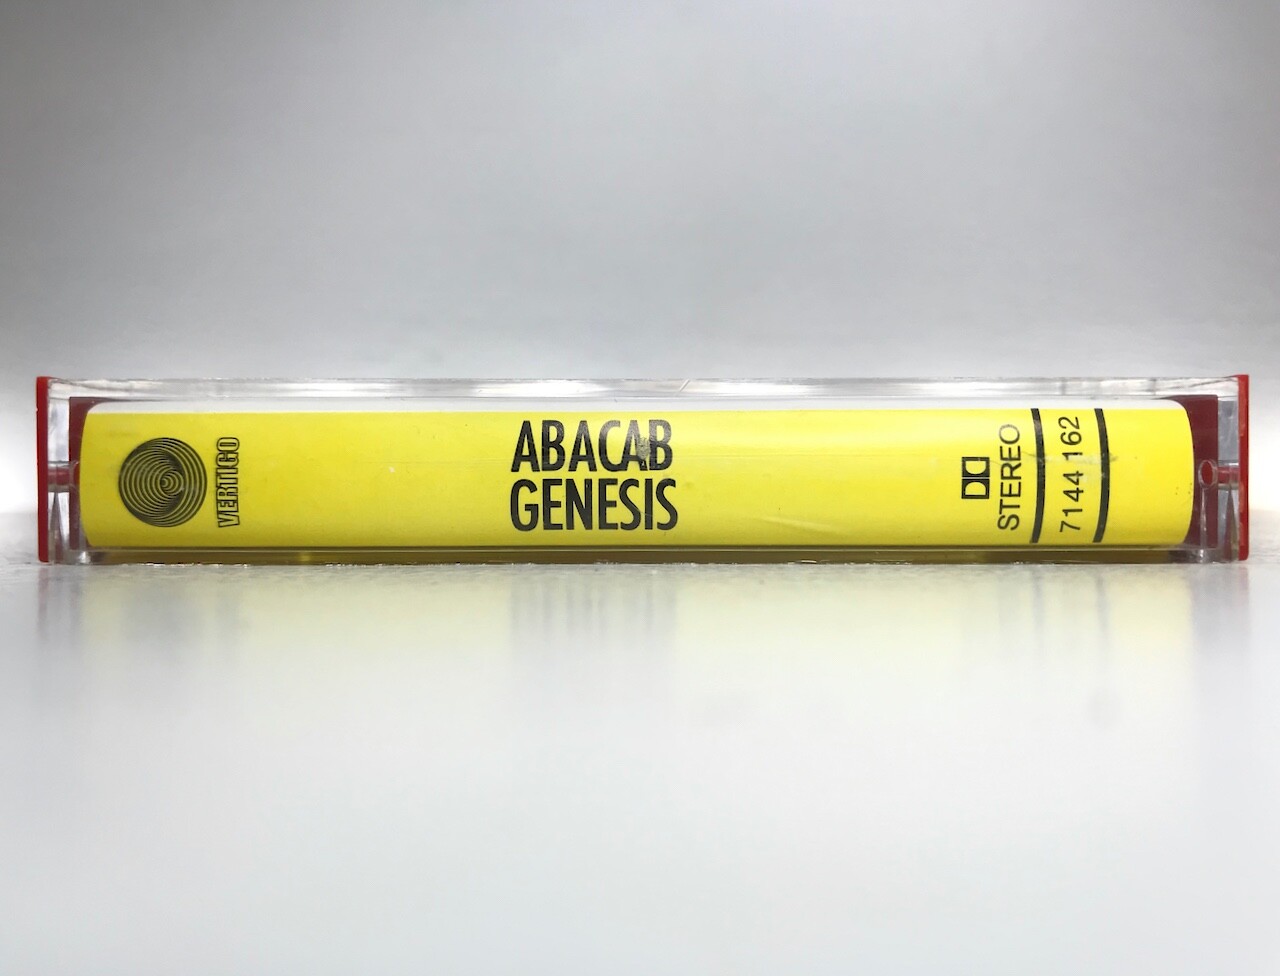 VERTIGO
ABACAB
GENESIS
STEREO
7144 162